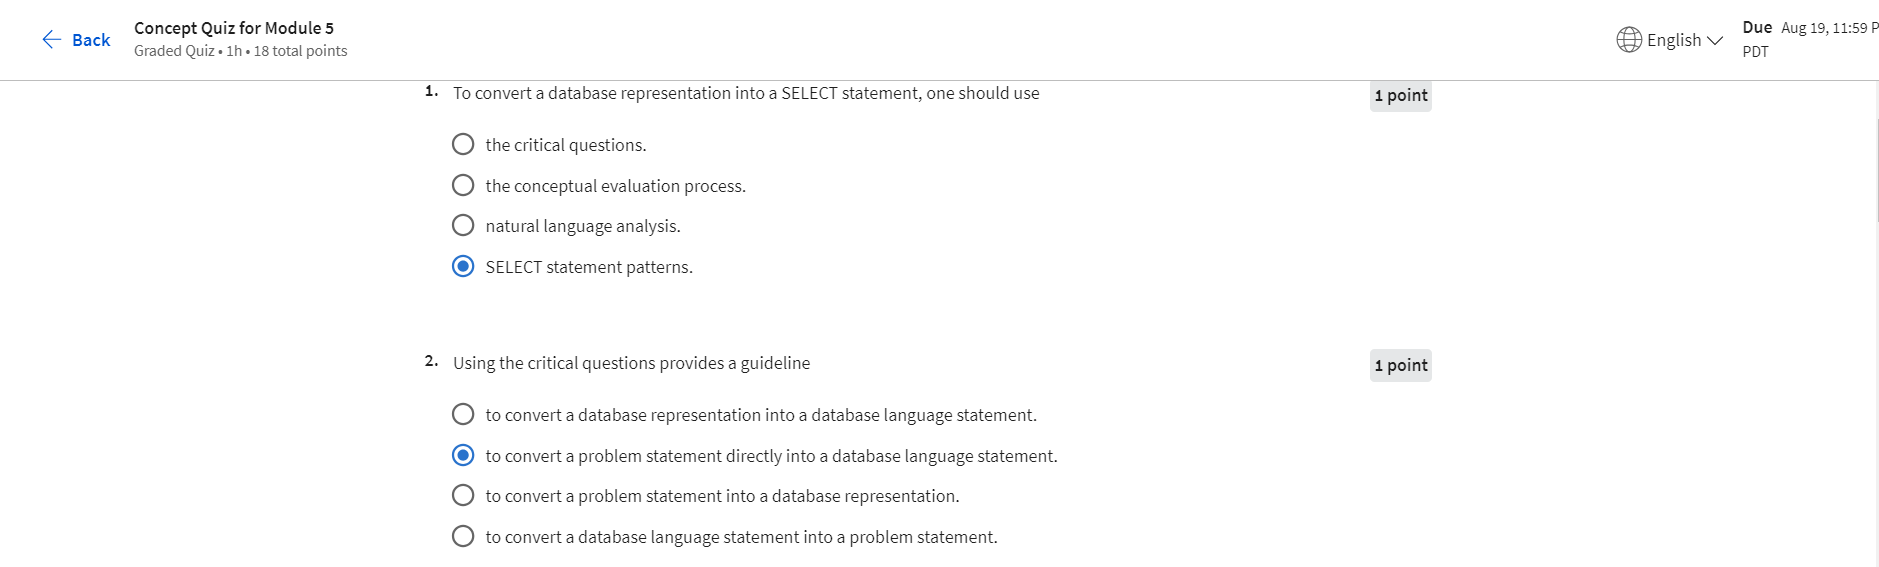 Back
Concept Quiz for Module 5
Graded Quiz • 1h • 18 total points
English
Due Aug 19, 11:59 P
PDT
1. To convert a database representation into a SELECT statement, one should use
1 point
the critical questions.
the conceptual evaluation process.
natural language analysis.
SELECT statement patterns.
2. Using the critical questions provides a guideline
1 point
to convert a database representation into a database language statement.
to convert a problem statement directly into a database language statement.
to convert a problem statement into a database representation.
to convert a database language statement into a problem statement.